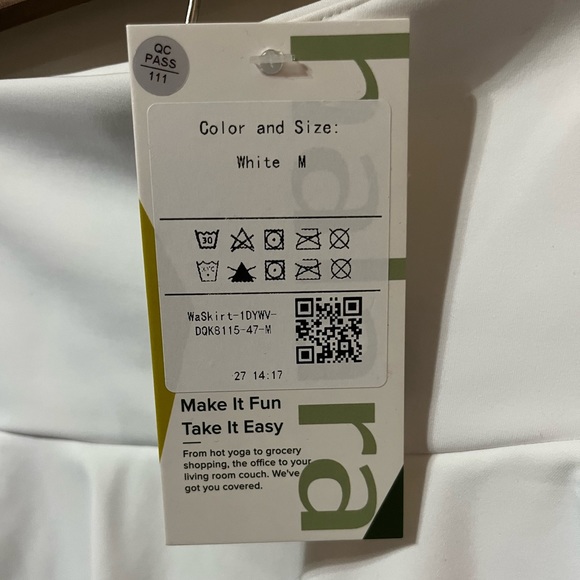 QC
PASS
111
Color and Size:
White M
30
WaSkirt-1DYWV-
DQK8115-47-M
27 14:17
Make It Fun
Take It Easy
From hot yoga to grocery
shopping, the office to your
living room couch. We've
got you covered.
halara